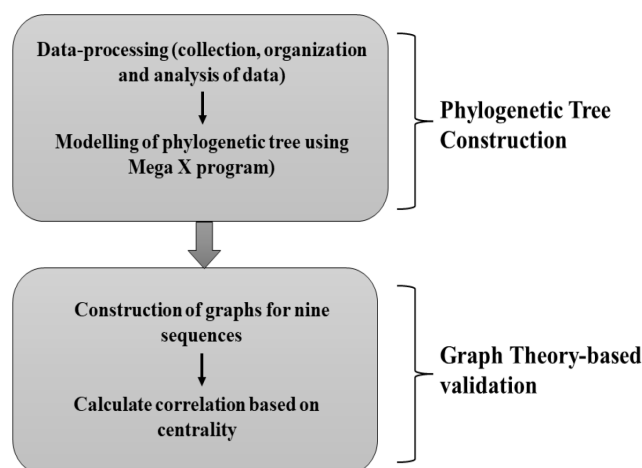 Data-processing (collection, organization
and analysis of data)
Modelling of phylogenetic tree using
Mega X program)
Phylogenetic Tree
Construction
Construction of graphs for nine
sequences
Calculate correlation based on
centrality
Graph Theory-based
validation